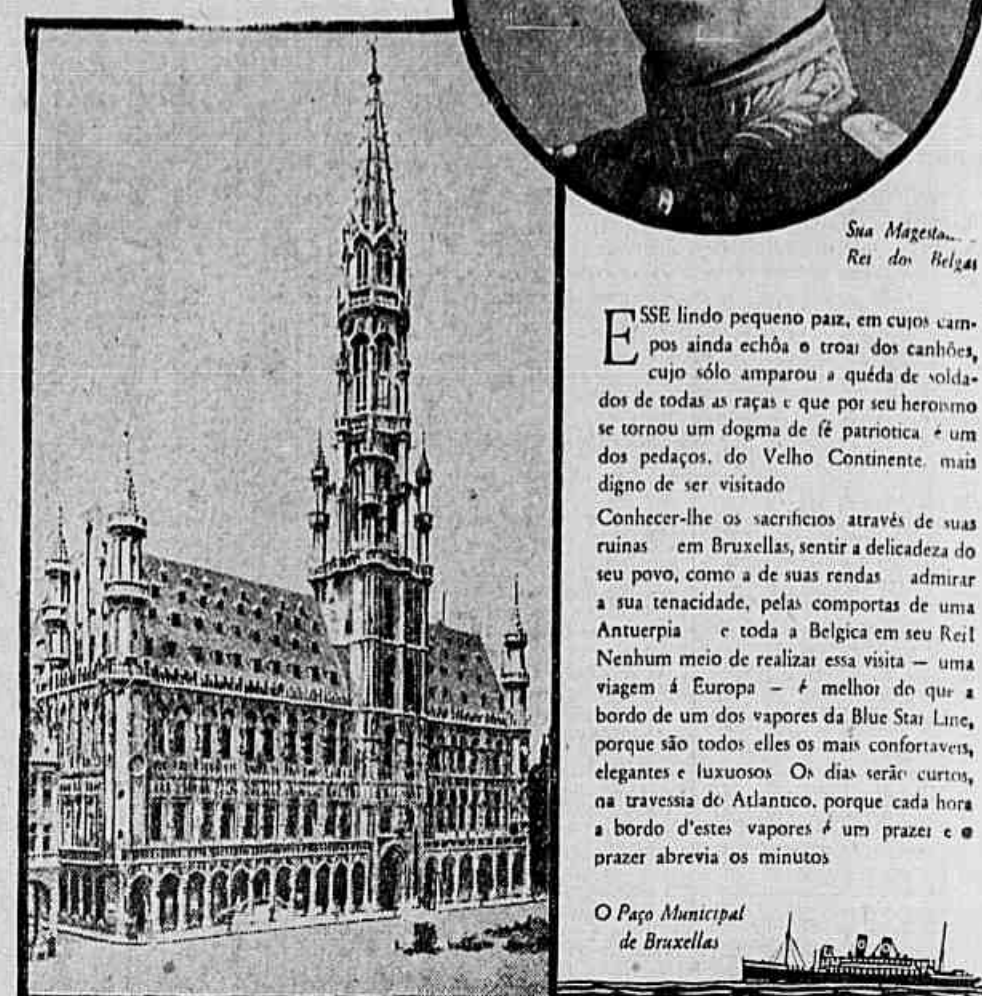 Sua
Rei dos Belgas
ESSE lindo pequeno paiz, em cujos cam-
pos ainda echôa o troar dos canhões,
cujo sólo amparou a quéda de solda-
dos de todas as raças e que por seu heroismo
se tornou um dogma de fé patriotica é um
dos pedaços, do Velho Continente, mais
digno de ser visitado
Conhecer-lhe os sacrificios através de suas
ruinas em Bruxellas, sentir a delicadeza do
seu povo, como a de suas rendas admirar
a sua tenacidade, pelas comportas de uma
Antuerpia e toda a Belgica em seu Rei!
Nenhum meio de realizar essa visita — uma
viagem á Europa — é melhor do que a
bordo de um dos vapores da Blue Star Line,
porque são todos elles os mais confortaveis,
elegantes e luxuosos Os dias serão curtos,
na travessia do Atlantico, porque cada hora
a bordo d'estes vapores é um prazer e o
prazer abrevia os minutos
O Paço Municipal
de Bruxellas